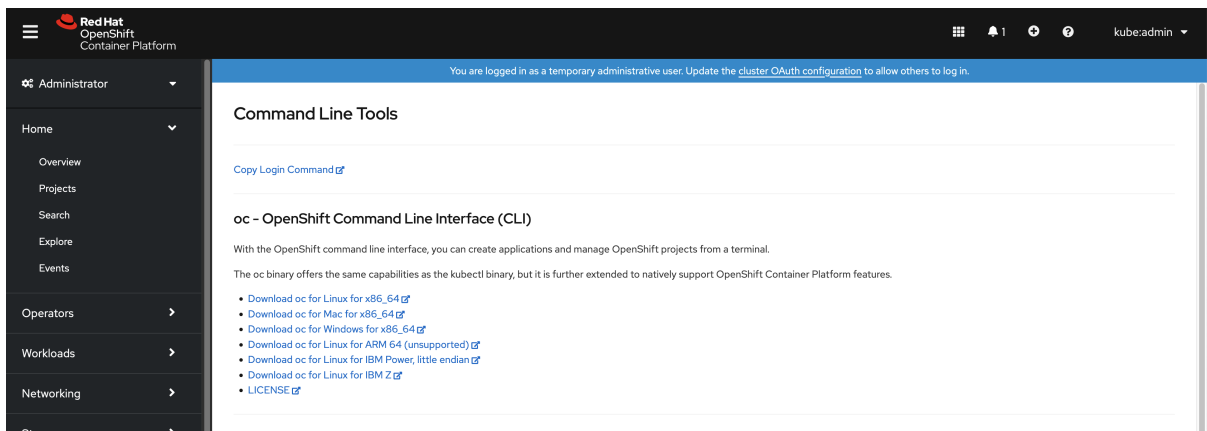 Red Hat
OpenShift
Container Platform
1
kube:admin
Administrator
You are logged in as a temporary administrative user. Update the cluster OAuth configuration to allow others to log in.
Home
Overview
Projects
Search
Explore
Events
Operators
Workloads
Networking
Command Line Tools
Copy Login Command
oc - OpenShift Command Line Interface (CLI)
With the OpenShift command line interface, you can create applications and manage OpenShift projects from a terminal.
The oc binary offers the same capabilities as the kubectl binary, but it is further extended to natively support OpenShift Container Platform features.
• Download oc for Linux for x86_64
• Download oc for Mac for x86_64
• Download oc for Windows for x86_64
• Download oc for Linux for ARM 64 (unsupported)
• Download oc for Linux for IBM Power, little endian
• Download oc for Linux for IBM Z
• LICENSE